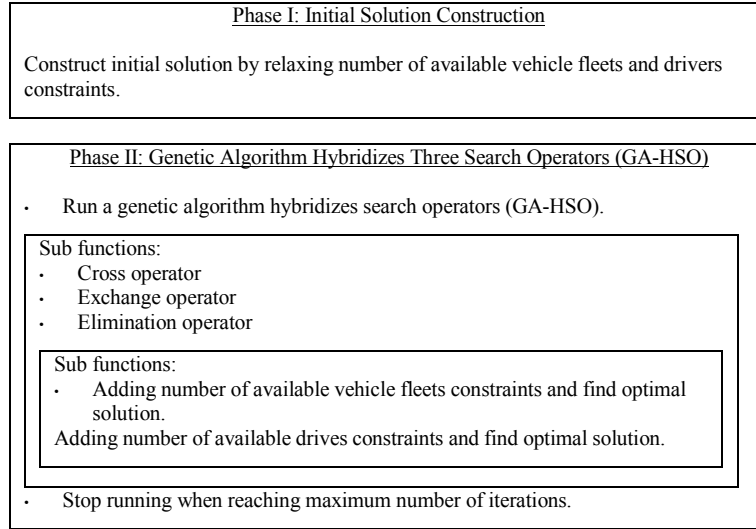 Phase I: Initial Solution Construction
Construct initial solution by relaxing number of available vehicle fleets and drivers
constraints.
Phase II: Genetic Algorithm Hybridizes Three Search Operators (GA-HSO)
• Run a genetic algorithm hybridizes search operators (GA-HSO).
Sub functions:
• Cross operator
• Exchange operator
• Elimination operator
Sub functions:
• Adding number of available vehicle fleets constraints and find optimal
solution.
Adding number of available drives constraints and find optimal solution.
• Stop running when reaching maximum number of iterations.